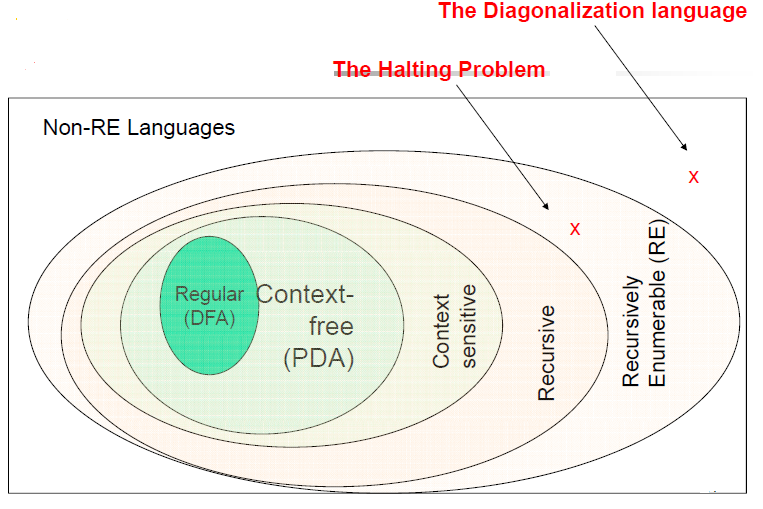 The Diagonalization language
The Halting Problem
Non-RE Languages
x
x
Regular
(DFA)
Context-
free
(PDA)
Context
sensitive
Recursive
Recursively
Enumerable (RE)